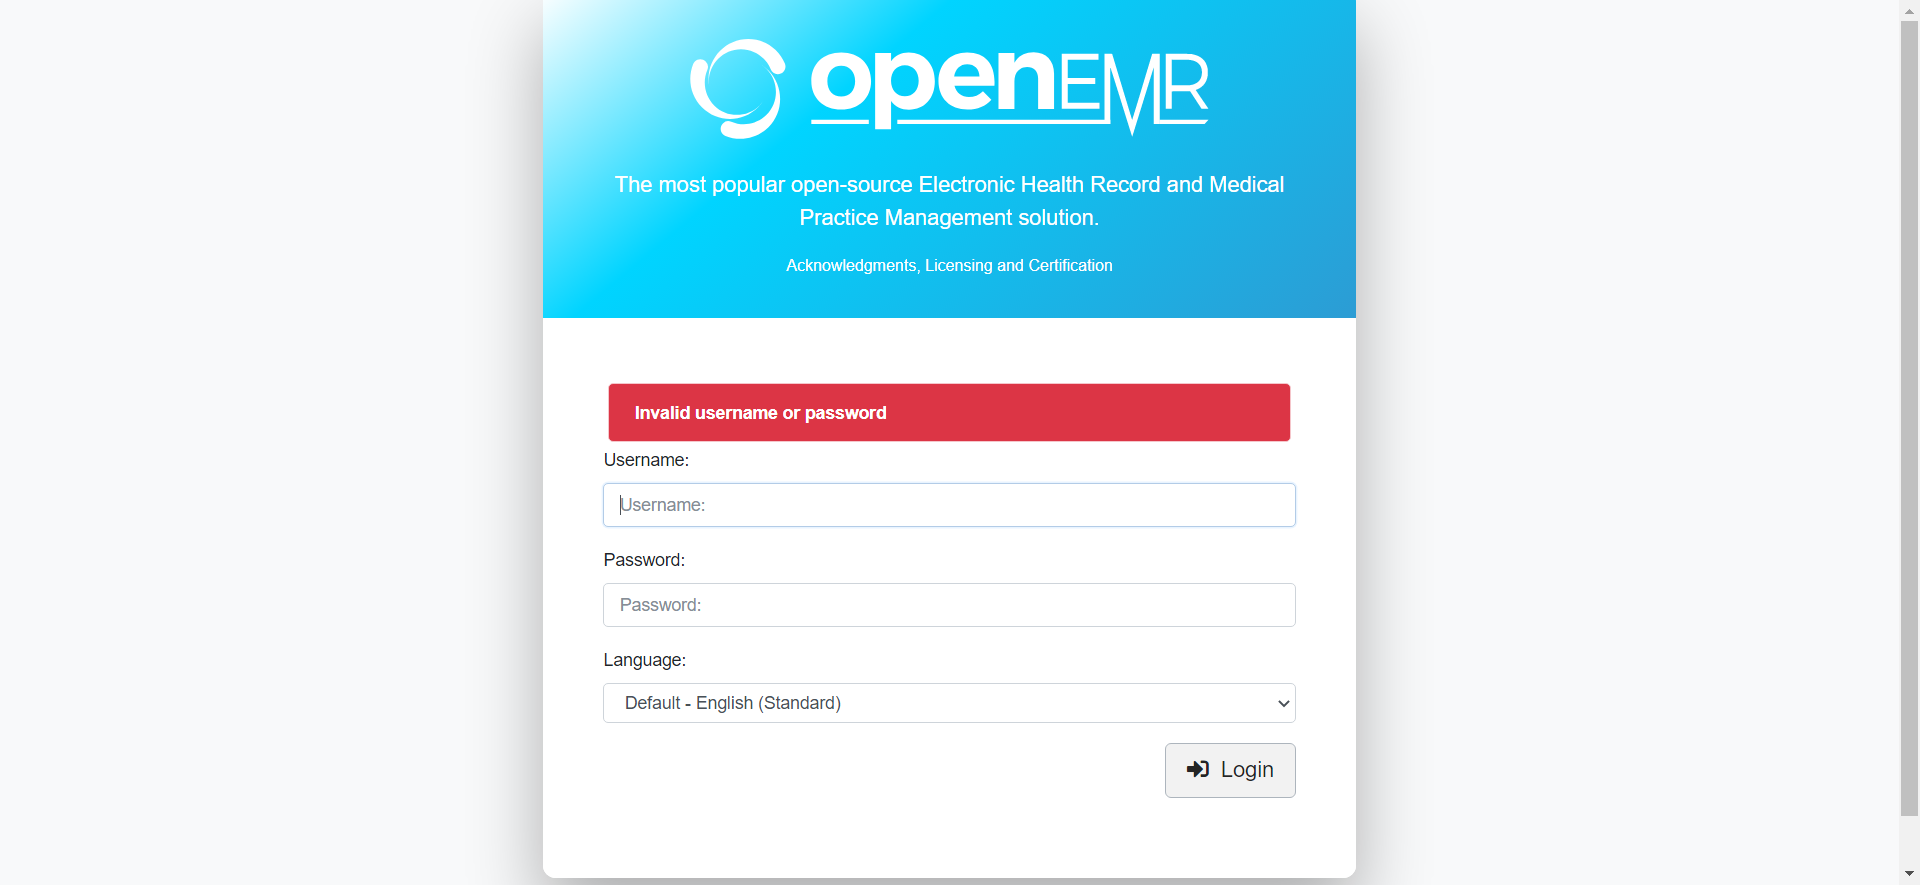 openEMR
The most popular open-source Electronic Health Record and Medical
Practice Management solution.
Acknowledgments, Licensing and Certification
Invalid username or password
Username:
Username:
Password:
Password:
Language:
Default - English (Standard)
Login